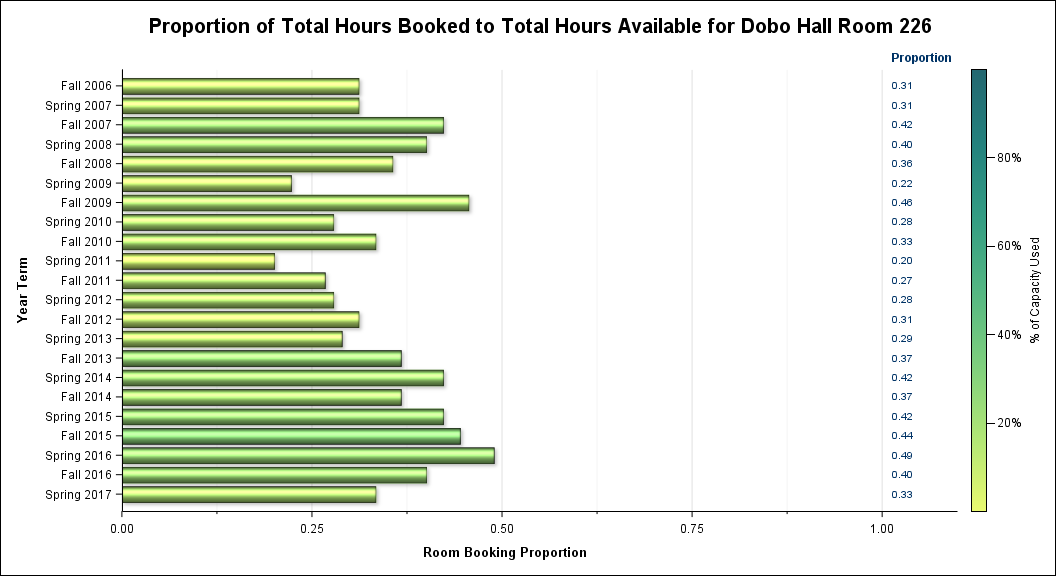 Proportion of Total Hours Booked to Total Hours Available for Dobo Hall Room 226
Proportion
Fall 2006 0.31
Spring 2007 0.31
Fall 2007 0.42
Spring 2008 0.40
Fall 2008 0.36
Spring 2009 0.22
Fall 2009 0.46
Spring 2010 0.28
Fall 2010 0.33
Spring 2011 0.20
Fall 2011 0.27
Spring 2012 0.28
Fall 2012 0.31
Spring 2013 0.29
Fall 2013 0.37
Spring 2014 0.42
Fall 2014 0.37
Spring 2015 0.42
Fall 2015 0.44
Spring 2016 0.49
Fall 2016 0.40
Spring 2017 0.33
Year Term
0.00 0.25 0.50 0.75 1.00
Room Booking Proportion
80%
60%
40%
20%
% of Capacity Used